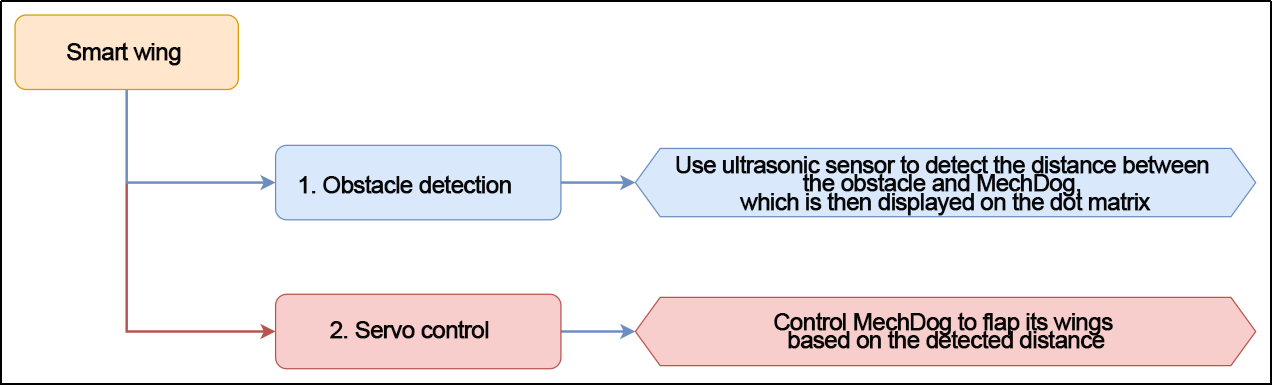 Smart wing
1. Obstacle detection
Use ultrasonic sensor to detect the distance between
the obstacle and MechDog,
which is then displayed on the dot matrix
2. Servo control
Control MechDog to flap its wings
based on the detected distance